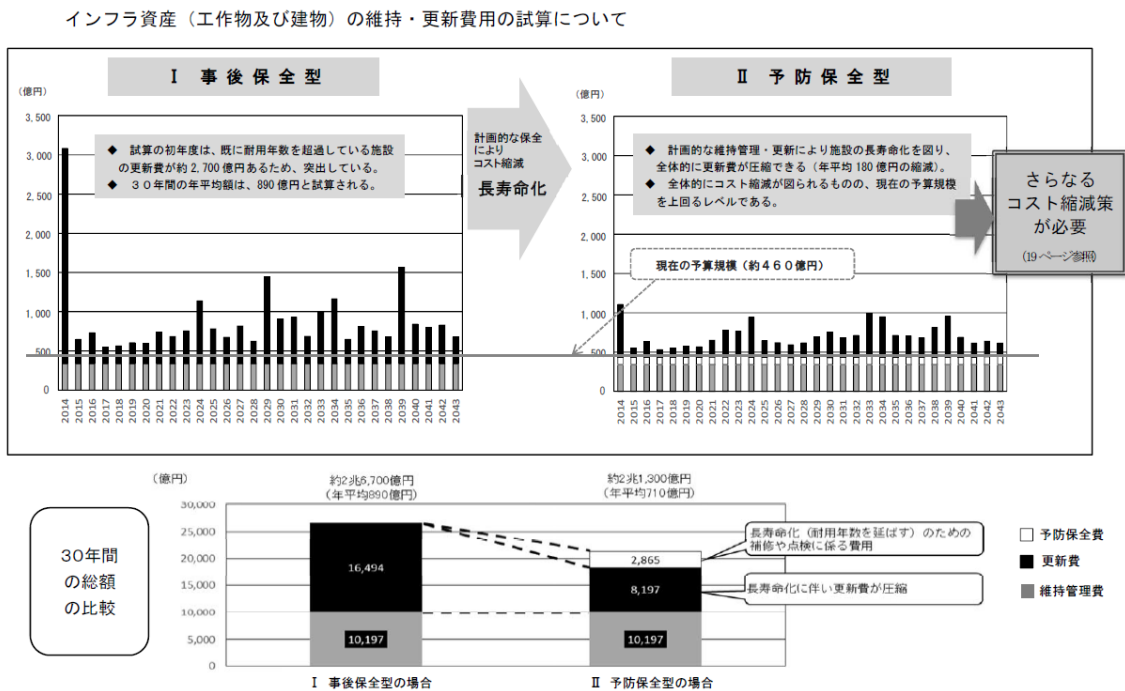 インフラ資産（工作物及び建物）の維持・更新費用の試算について
Ⅰ 事後保全型
（億円）
3,500
3,000
2,500
2,000
1,500
1,000
500
0
◆ 試算の初年度は、既に耐用年数を超過している施設
の更新費が約2,700億円あるため、突出している。
◆ ３０年間の年平均額は、890億円と試算される。
2014
2015
2016
2017
2018
2019
2020
2021
2022
2023
2024
2025
2026
2027
2028
2029
2030
2031
2032
2033
2034
2035
2036
2037
2038
2039
2040
2041
2042
2043
計画的な保全
により
コスト縮減
長寿命化
Ⅱ 予防保全型
（億円）
3,500
3,000
2,500
2,000
1,500
1,000
500
0
◆ 計画的な維持管理・更新により施設の長寿命化を図り、
全体的に更新費が圧縮できる（年平均180億円の縮減）。
◆ 全体的にコスト縮減が図られるものの、現在の予算規模
を上回るレベルである。
現在の予算規模（約４６０億円）
2014
2015
2016
2017
2018
2019
2020
2021
2022
2023
2024
2025
2026
2027
2028
2029
2030
2031
2032
2033
2034
2035
2036
2037
2038
2039
2040
2041
2042
2043
さらなる
コスト縮減策
が必要
（19ページ参照）
30年間
の総額
の比較
（億円）
30,000
25,000
20,000
15,000
10,000
5,000
0
約2兆6,700億円
（年平均890億円）
16,494
10,197
Ⅰ 事後保全型の場合
約2兆1,300億円
（年平均710億円）
2,865
8,197
10,197
Ⅱ 予防保全型の場合
長寿命化（耐用年数を延ばす）のための
補修や点検に係る費用
長寿命化に伴い更新費が圧縮
予防保全費
更新費
維持管理費